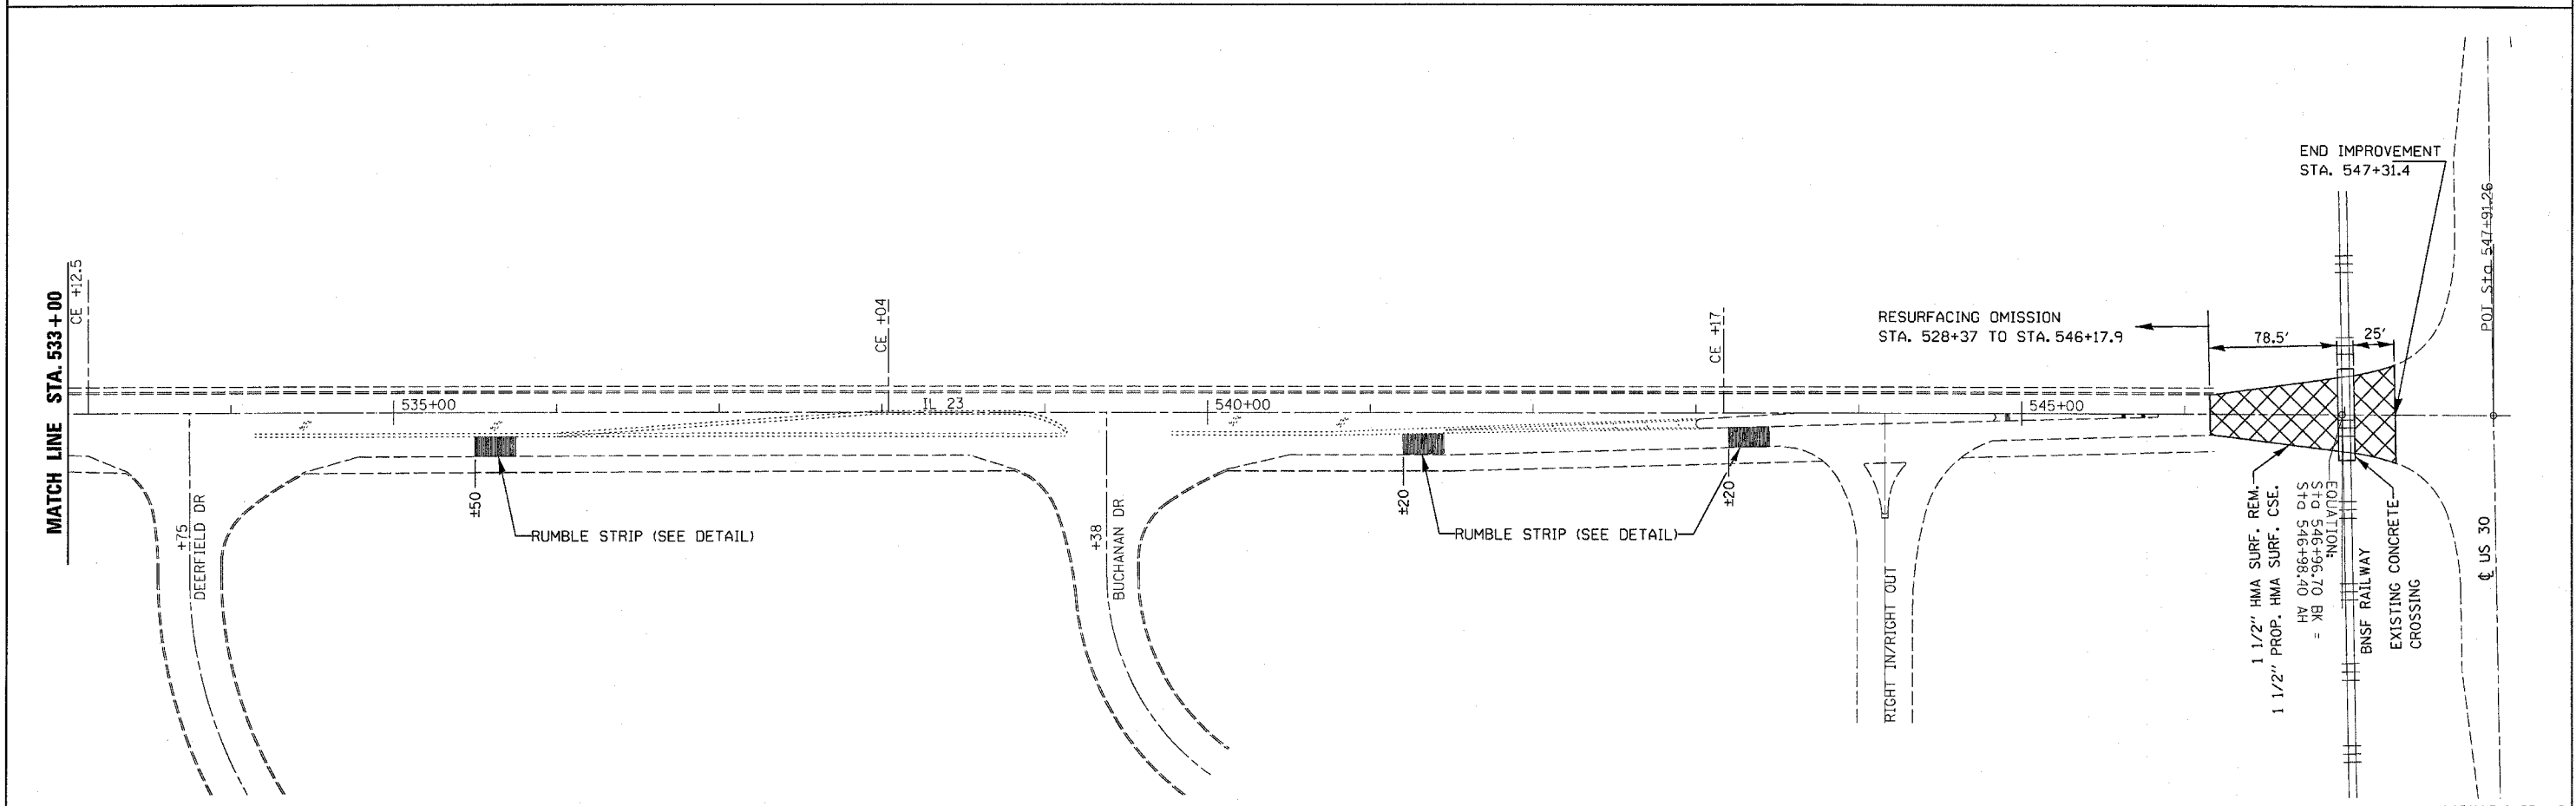 MATCH LINE STA. 533+00
CE +12.5
+75
DEERFIELD DR
535+00
±50
RUMBLE STRIP (SEE DETAIL)
CE +04
IL 23
+38
BUCHANAN DR
540+00
±20
RUMBLE STRIP (SEE DETAIL)
±20
CE +17
RIGHT IN/RIGHT OUT
545+00
RESURFACING OMISSION
STA. 528+37 TO STA. 546+17.9
78.5'
25'
END IMPROVEMENT
STA. 547+31.4
POT Sta 547+91.26
1 1/2" HMA SURF. REM.
1 1/2" PROP. HMA SURF. CSE.
EQUATION:
Sta 546+96.70 BK =
Sta 546+98.40 AH
BNSF RAILWAY
EXISTING CONCRETE
CROSSING
℄ US 30